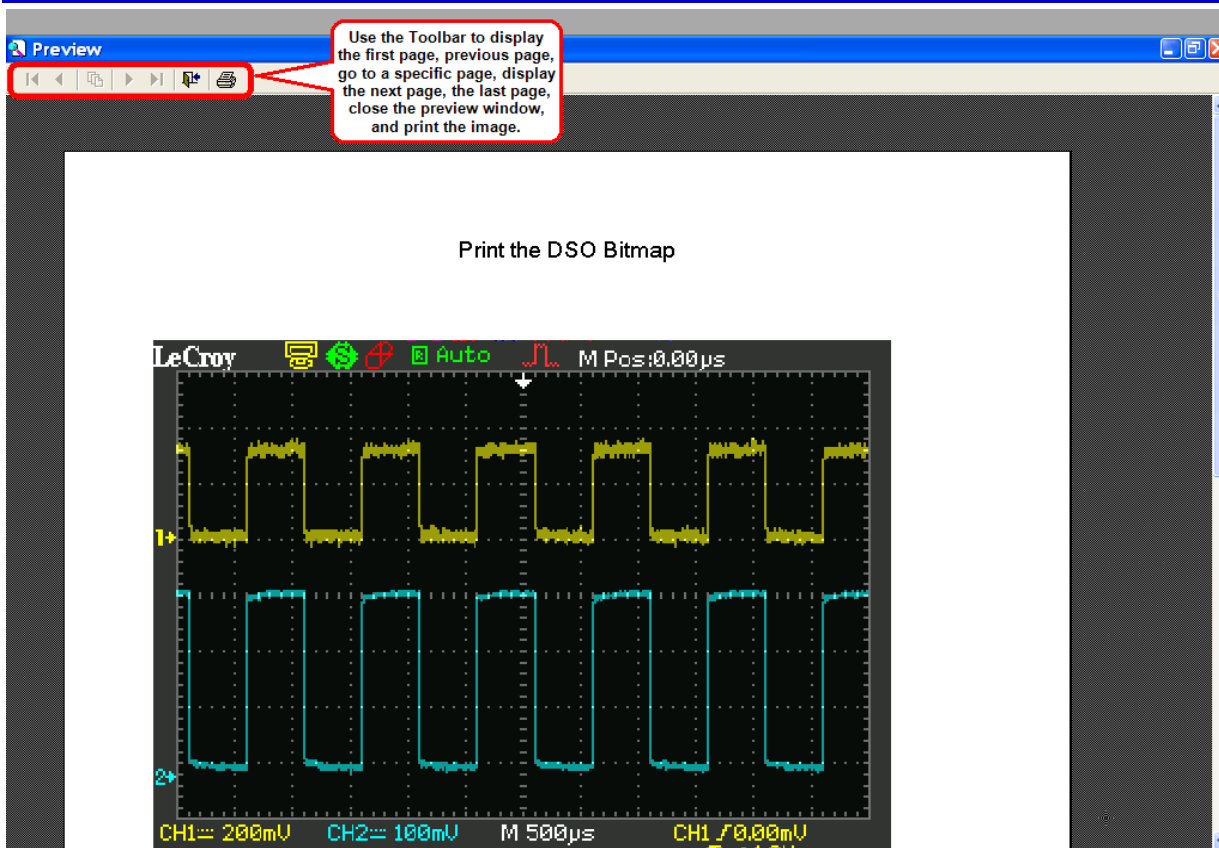 Preview
Use the Toolbar to display
the first page, previous page,
go to a specific page, display
the next page, the last page,
close the preview window,
and print the image.
Print the DSO Bitmap
LeCroy
R Auto
M Pos:0.00µs
1
2
CH1 200mV CH2 100mV M 500µs CH1 0.00mV